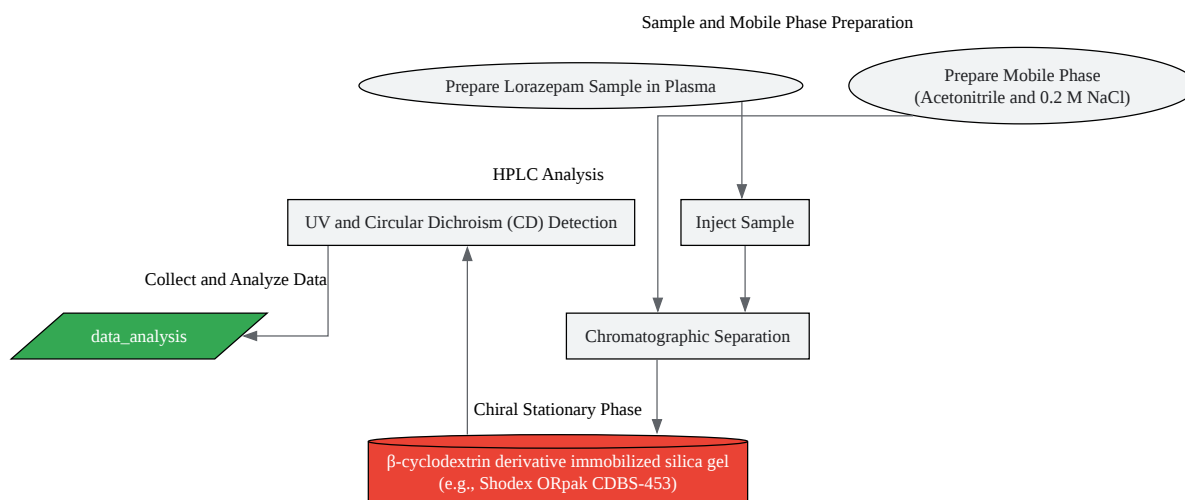 Sample and Mobile Phase Preparation
Prepare Lorazepam Sample in Plasma
Prepare Mobile Phase
(Acetonitrile and 0.2 M NaCl)
HPLC Analysis
UV and Circular Dichroism (CD) Detection
Inject Sample
Collect and Analyze Data
data_analysis
Chromatographic Separation
Chiral Stationary Phase
β-cyclodextrin derivative immobilized silica gel
(e.g., Shodex ORpak CDBS-453)